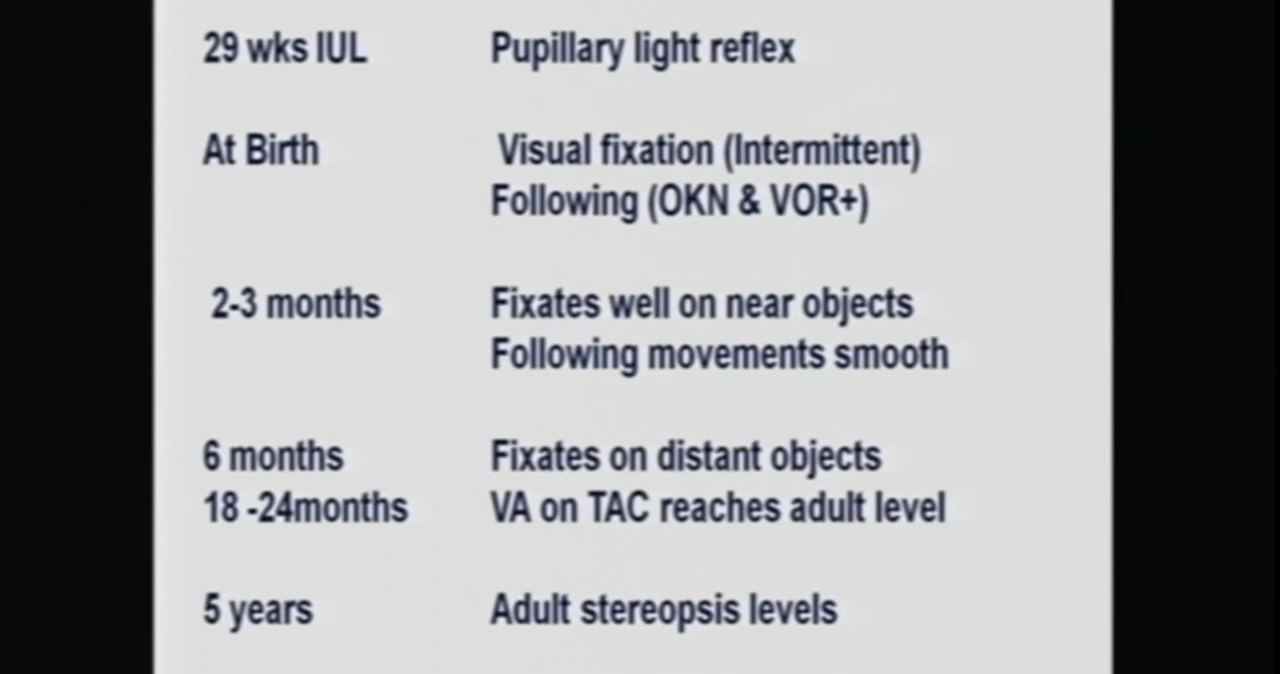 29 wks IUL Pupillary light reflex
At Birth Visual fixation (Intermittent)
Following (OKN & VOR+)
2-3 months Fixates well on near objects
Following movements smooth
6 months Fixates on distant objects
18 -24months VA on TAC reaches adult level
5 years Adult stereopsis levels